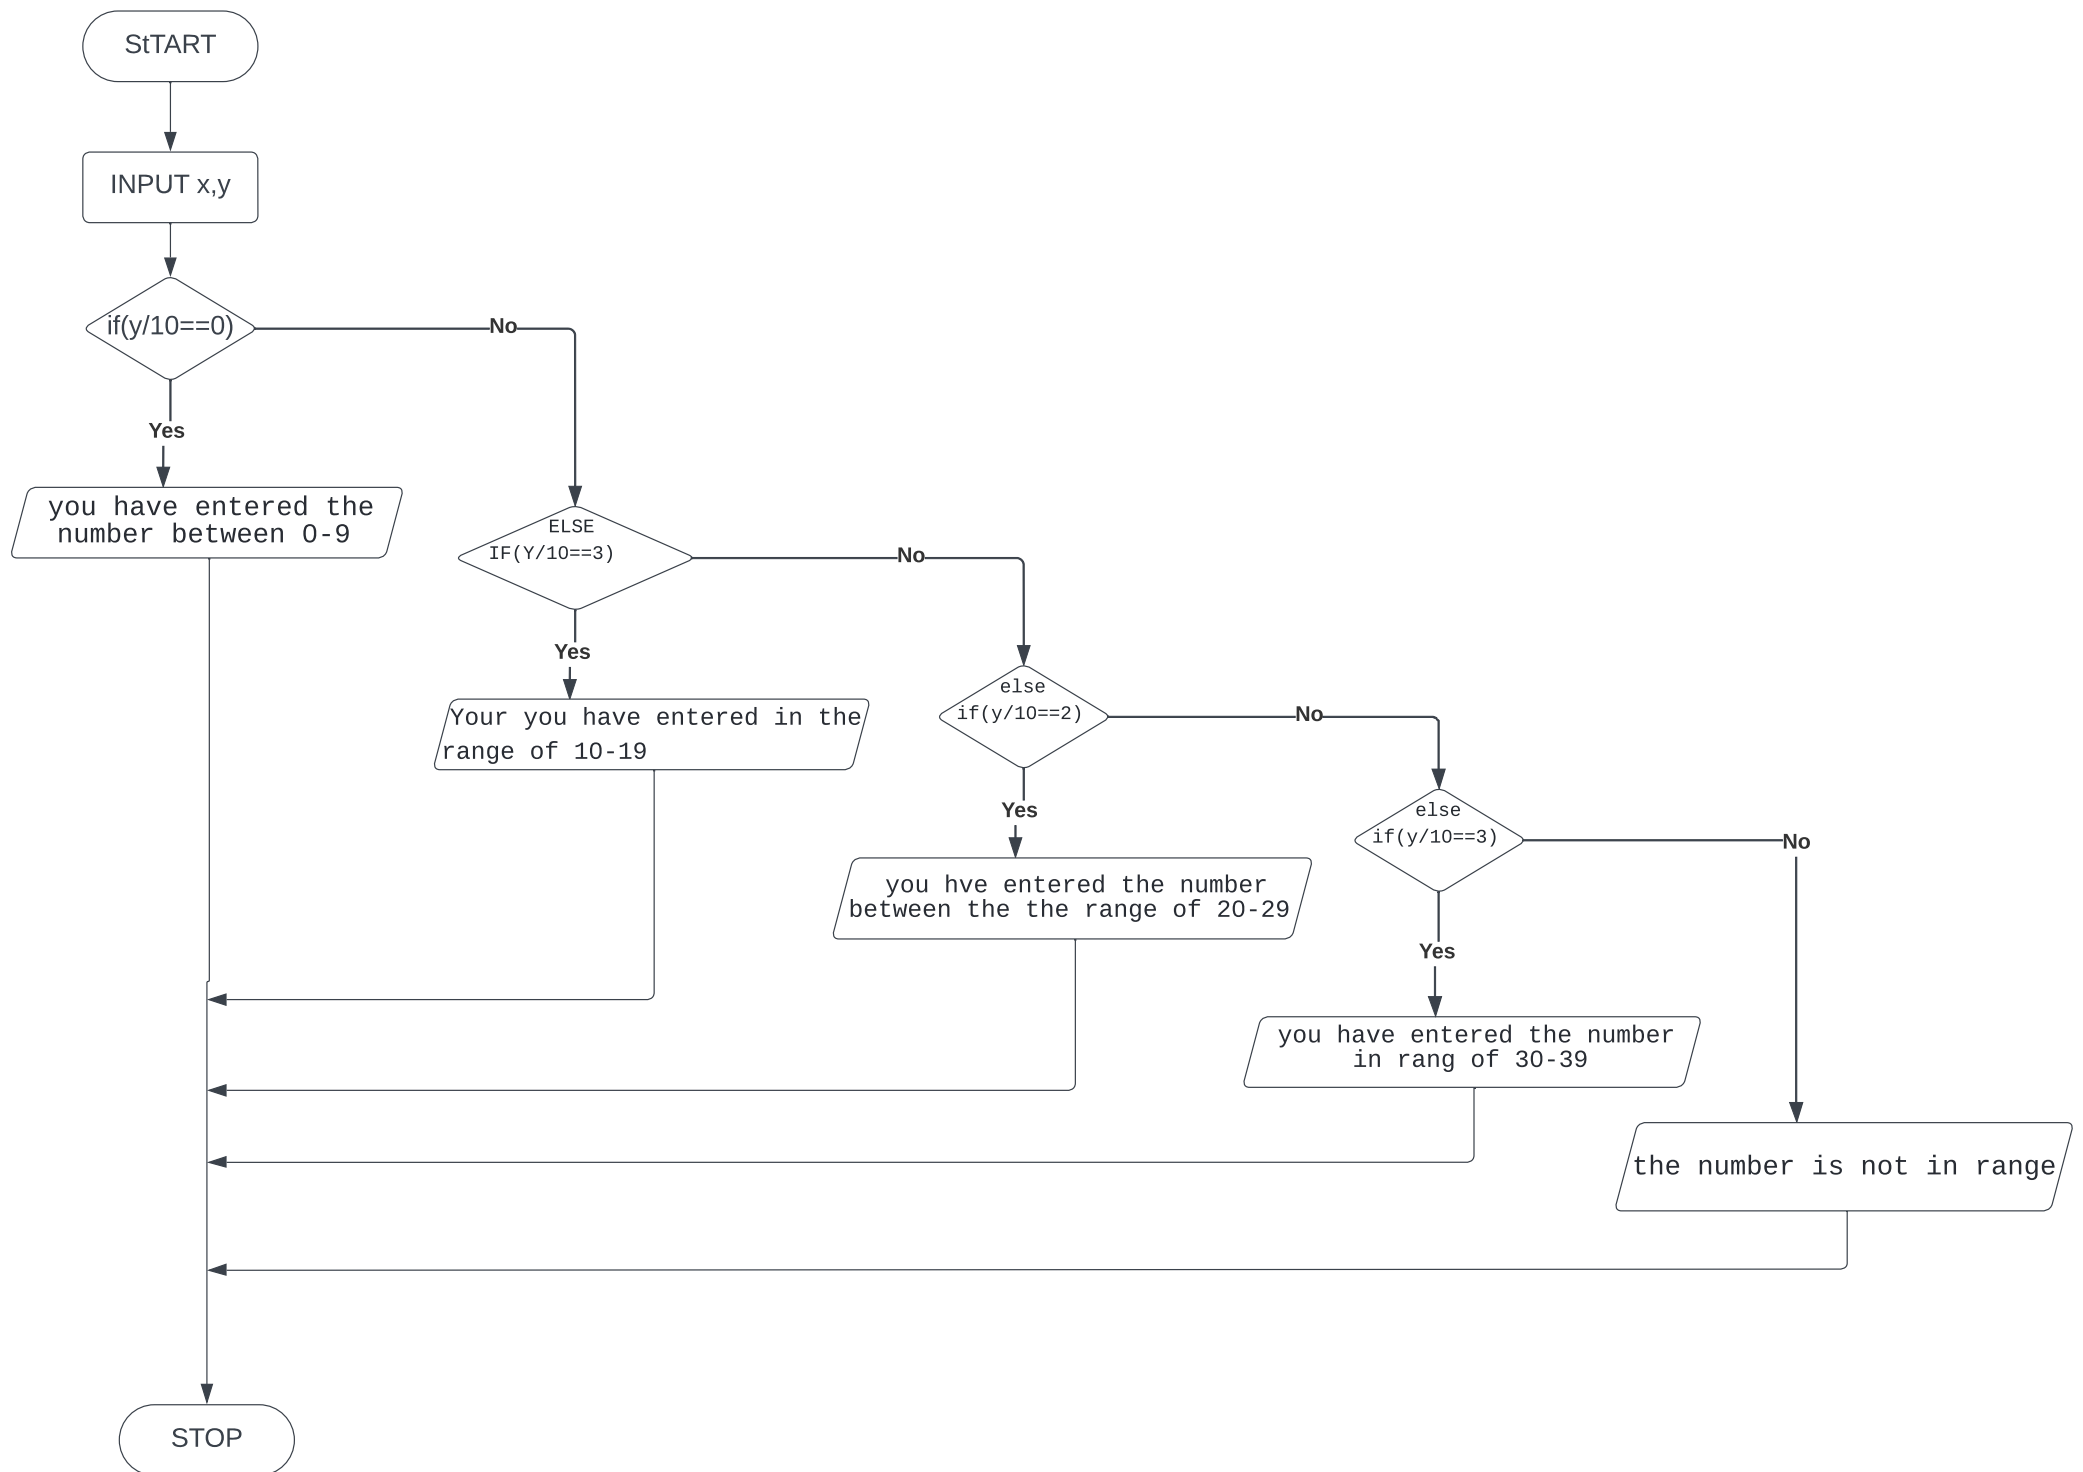 StTART
INPUT x,y
if(y/10==0)
No
Yes
you have entered the
number between 0-9
ELSE
IF(Y/10==3)
No
Yes
Your you have entered in the
range of 10-19
else
if(y/10==2)
No
Yes
you hve entered the number
between the the range of 20-29
else
if(y/10==3)
No
Yes
you have entered the number
in rang of 30-39
the number is not in range
STOP